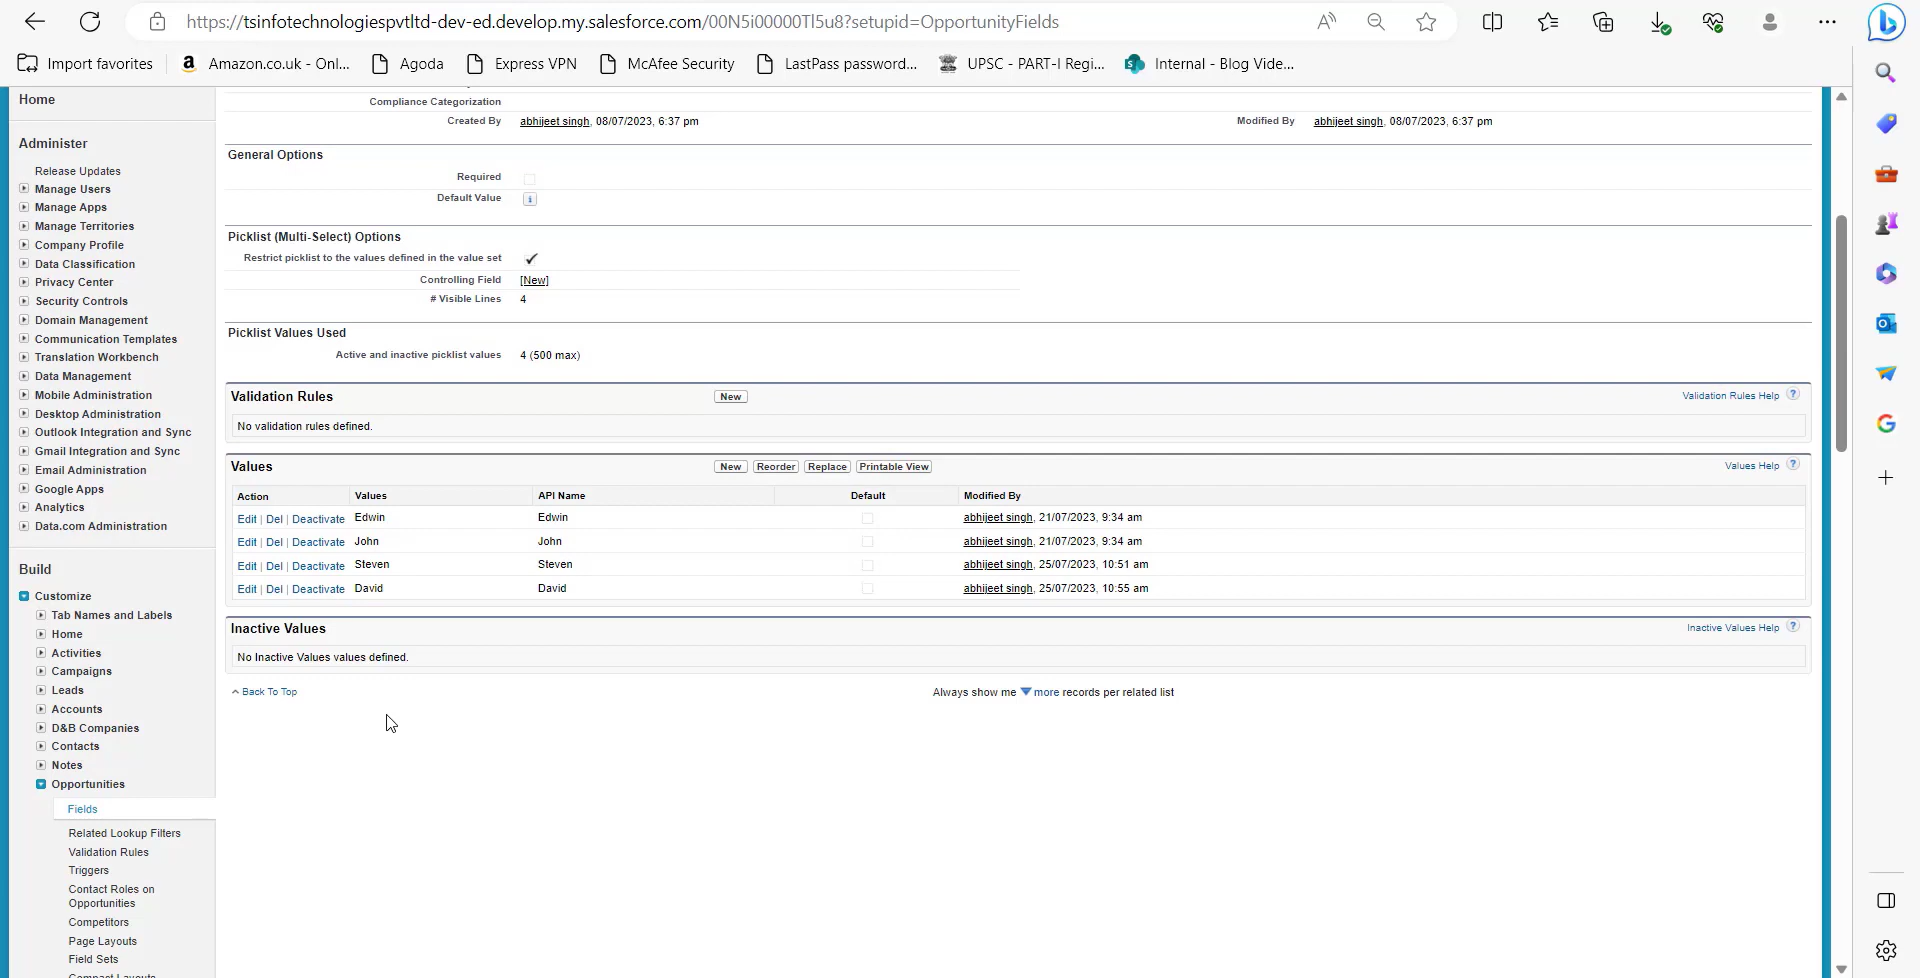 https://tsinfotechnologiespvtltd-dev-ed.develop.my.salesforce.com/00N5i00000Tl5u8?setupid=OpportunityFields
Import favorites
Amazon.co.uk - Onl...
Agoda
Express VPN
McAfee Security
LastPass password...
UPSC - PART-I Regi...
Internal - Blog Vide...
Home
Administer
Release Updates
Manage Users
Manage Apps
Manage Territories
Company Profile
Data Classification
Privacy Center
Security Controls
Domain Management
Communication Templates
Translation Workbench
Data Management
Mobile Administration
Desktop Administration
Outlook Integration and Sync
Gmail Integration and Sync
Email Administration
Google Apps
Analytics
Data.com Administration
Build
Customize
Tab Names and Labels
Home
Activities
Campaigns
Leads
Accounts
D&B Companies
Contacts
Notes
Opportunities
Fields
Related Lookup Filters
Validation Rules
Triggers
Contact Roles on
Opportunities
Competitors
Page Layouts
Field Sets
Compact Layouts
Compliance Categorization
Created By abhijeet singh, 08/07/2023, 6:37 pm Modified By abhijeet singh, 08/07/2023, 6:37 pm
General Options
Required
Default Value
Picklist (Multi-Select) Options
Restrict picklist to the values defined in the value set
Controlling Field [New]
# Visible Lines 4
Picklist Values Used
Active and inactive picklist values 4 (500 max)
Validation Rules New Validation Rules Help ?
No validation rules defined.
Values New Reorder Replace Printable View Values Help ?
Action Values API Name Default Modified By
Edit | Del | Deactivate Edwin Edwin abhijeet singh, 21/07/2023, 9:34 am
Edit | Del | Deactivate John John abhijeet singh, 21/07/2023, 9:34 am
Edit | Del | Deactivate Steven Steven abhijeet singh, 25/07/2023, 10:51 am
Edit | Del | Deactivate David David abhijeet singh, 25/07/2023, 10:55 am
Inactive Values Inactive Values Help ?
No Inactive Values values defined.
^ Back To Top Always show me more records per related list